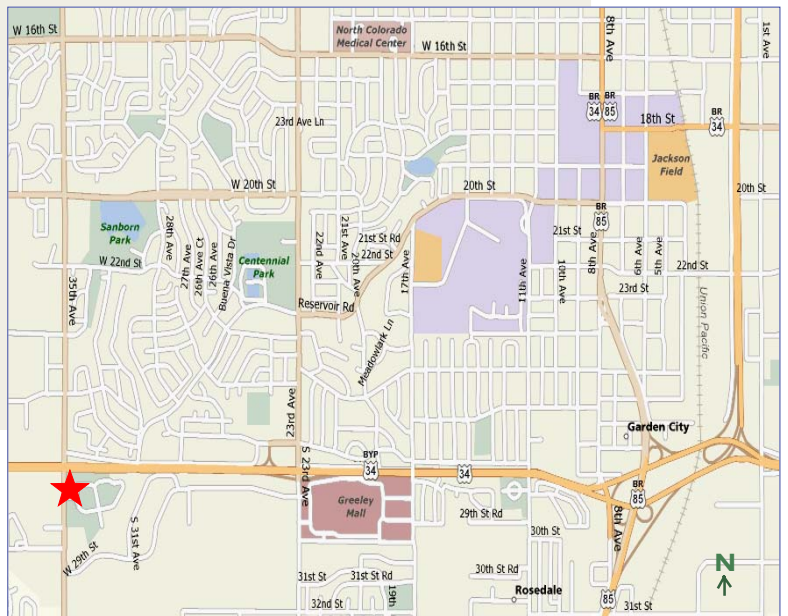 W 16th St
North Colorado
Medical Center
W 16th St
8th Ave
1st Ave
BR BR
34 85
18th St
BR
34
23rd Ave Ln
Jackson
Field
W 20th St
20th St
20th St
BR
85
Sanborn
Park
28th Ave
27th Ave
26th Ave Ct
26th Ave
Buena Vista Dr
Centennial
Park
22nd Ave
21st Ave
20th Ave
21st St Rd
22nd St
17th Ave
11th Ave
21st St
10th Ave
8th Ave
6th Ave
5th Ave
22nd St
23rd St
W 22nd St
35th Ave
Reservoir Rd
Meadowlark Ln
Union Pacific
23rd Ave
Garden City
S 23rd Ave
BYP
34
34
BR
85
Greeley
Mall
29th St Rd
8th Ave
S 31st Ave
W 29th St
30th St
31st St
31st St Rd
30th St Rd
N
32nd St
19th
Rosedale
85
31st St